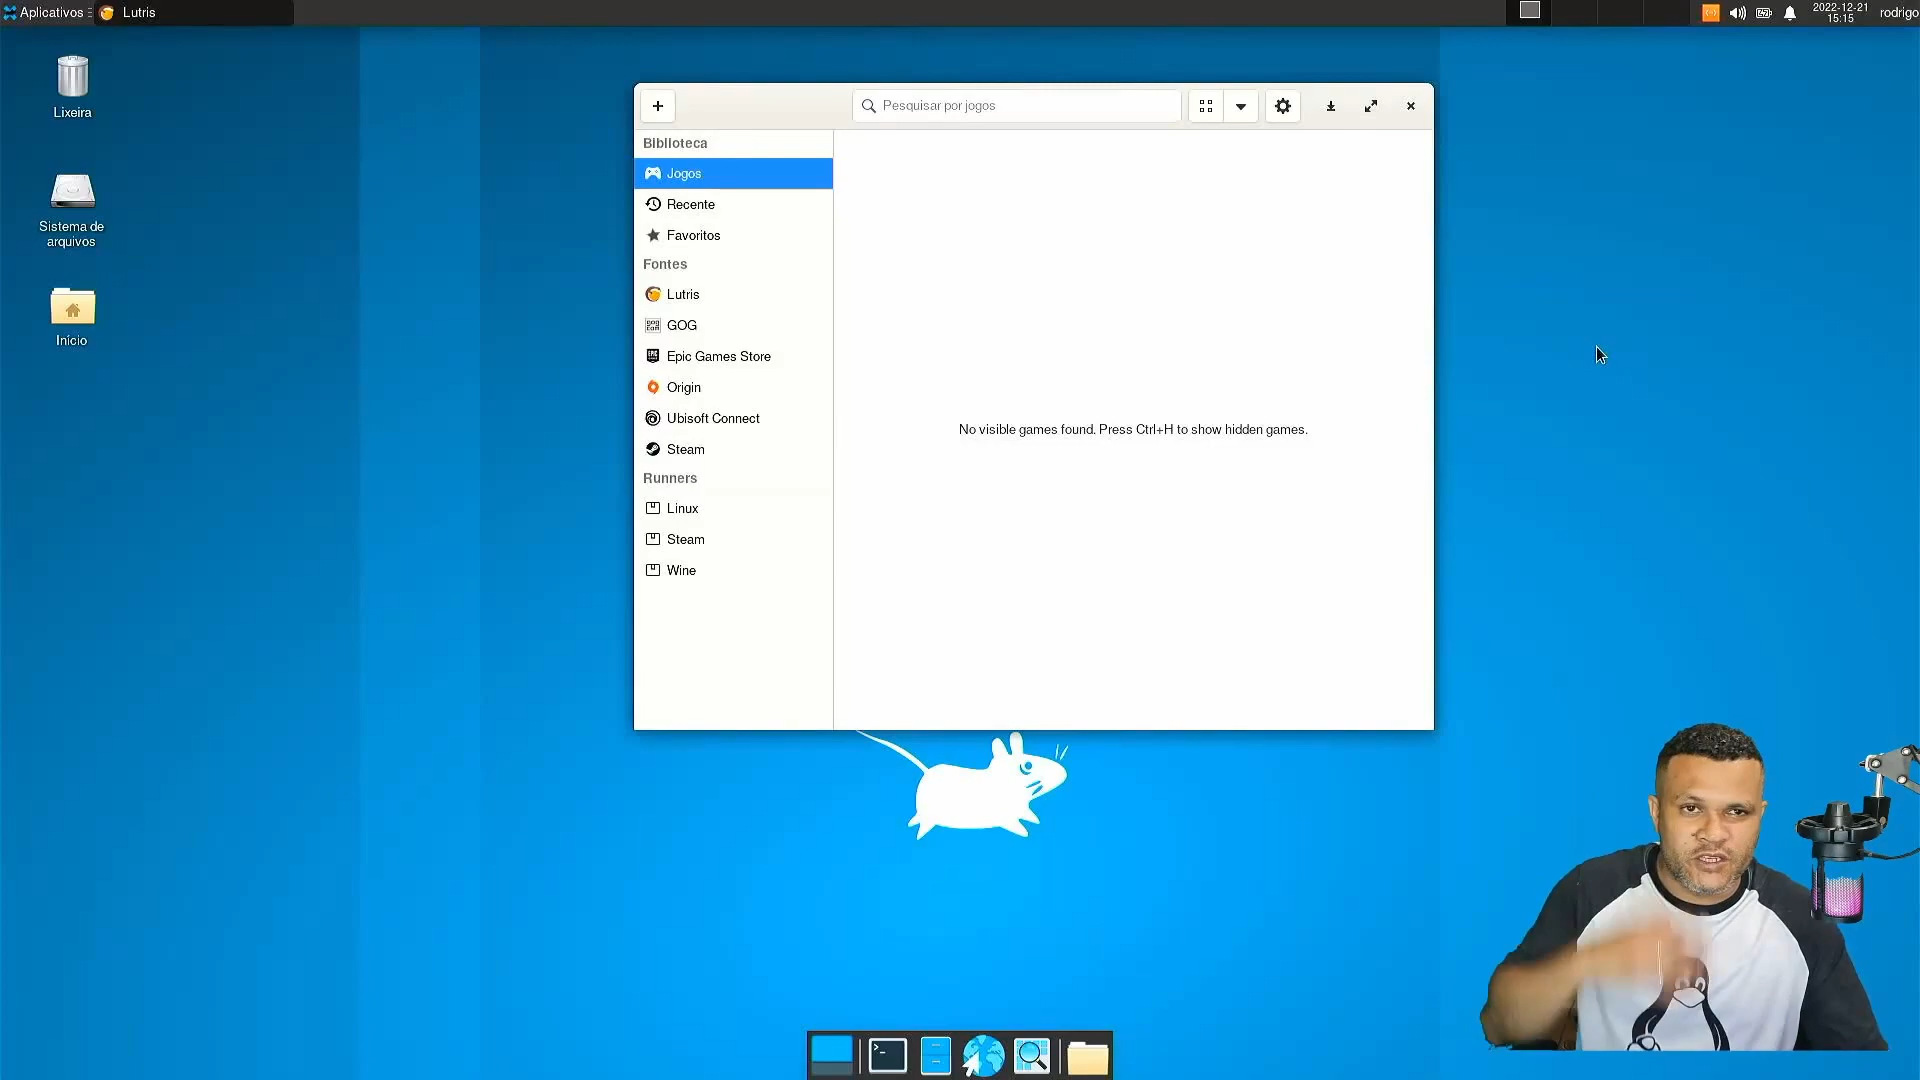 Aplicativos
Lutris
2022-12-21
15:15
rodrigo
Lixeira
Sistema de
arquivos
Início
Pesquisar por jogos
Biblioteca
Jogos
Recente
Favoritos
Fontes
Lutris
GOG
Epic Games Store
Origin
Ubisoft Connect
Steam
Runners
Linux
Steam
Wine
No visible games found. Press Ctrl+H to show hidden games.